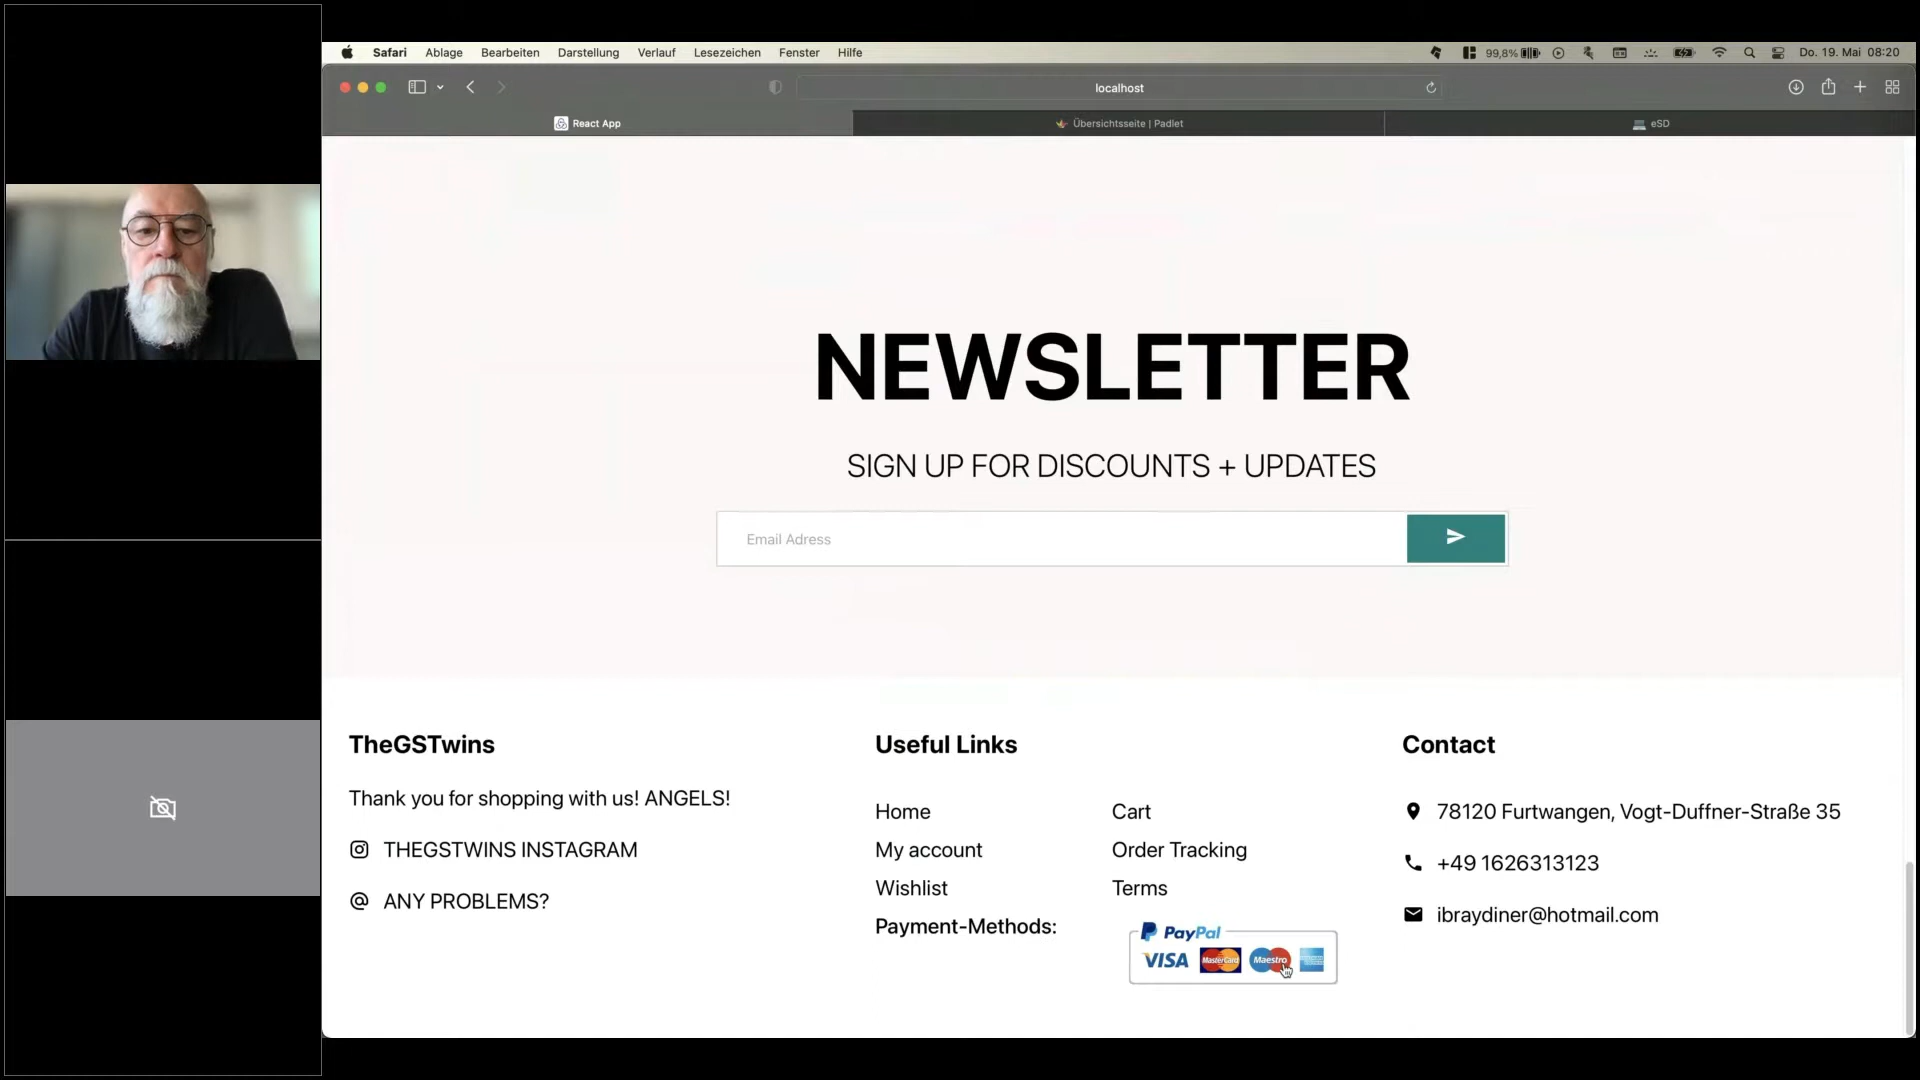 Safari Ablage Bearbeiten Darstellung Verlauf Lesezeichen Fenster Hilfe 99,8% Do. 19. Mai 08:20
localhost
React App Übersichtsseite | Padlet eSD
NEWSLETTER
SIGN UP FOR DISCOUNTS + UPDATES
Email Adress
TheGSTwins
Thank you for shopping with us! ANGELS!
THEGSTWINS INSTAGRAM
ANY PROBLEMS?
Useful Links
Home Cart
My account Order Tracking
Wishlist Terms
Payment-Methods:
PayPal
VISA MasterCard Maestro
Contact
78120 Furtwangen, Vogt-Duffner-Straße 35
+49 1626313123
ibraydiner@hotmail.com